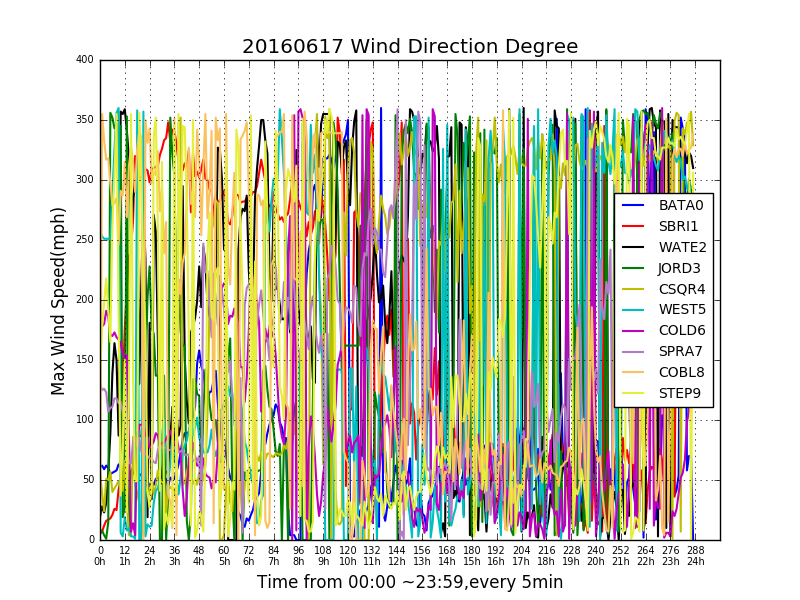 20160617 Wind Direction Degree
Max Wind Speed(mph)
400
350
300
250
200
150
100
50
0
BATA0
SBRI1
WATE2
JORD3
CSQR4
WEST5
COLD6
SPRA7
COBL8
STEP9
0 12 24 36 48 60 72 84 96 108 120 132 144 156 168 180 192 204 216 228 240 252 264 276 288
0h 1h 2h 3h 4h 5h 6h 7h 8h 9h 10h 11h 12h 13h 14h 15h 16h 17h 18h 19h 20h 21h 22h 23h 24h
Time from 00:00 ~23:59,every 5min